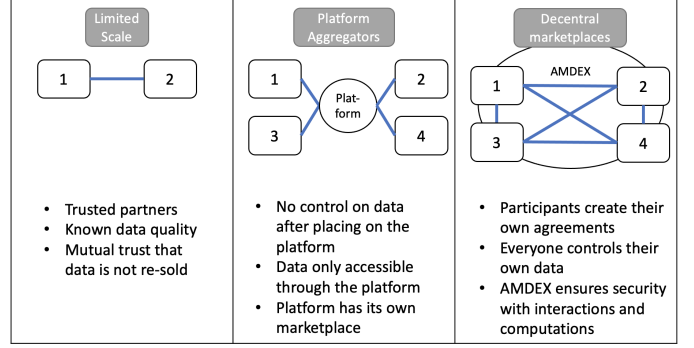 Limited
Scale
1
2
• Trusted partners
• Known data quality
• Mutual trust that
data is not re-sold
Platform
Aggregators
1
2
Plat-
form
3
4
• No control on data
after placing on the
platform
• Data only accessible
through the platform
• Platform has its own
marketplace
Decentral
marketplaces
AMDEX
1
2
3
4
• Participants create their
own agreements
• Everyone controls their
own data
• AMDEX ensures security
with interactions and
computations